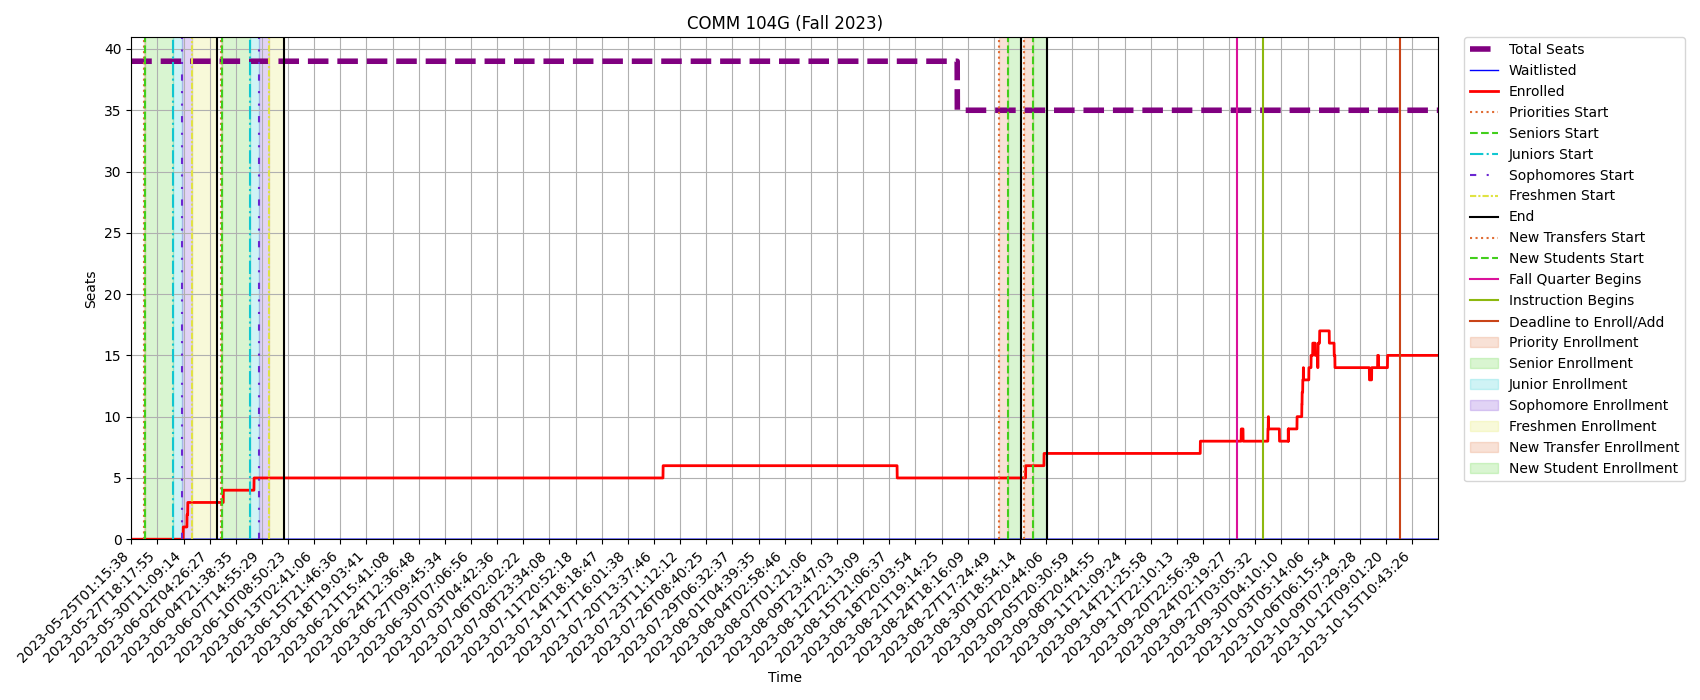 COMM 104G (Fall 2023)
Seats
40
35
30
25
20
15
10
5
0
2023-05-25T01:15:38
2023-05-27T18:17:55
2023-05-30T11:09:14
2023-06-02T04:26:27
2023-06-04T21:38:35
2023-06-07T14:55:29
2023-06-10T08:50:23
2023-06-13T02:41:06
2023-06-15T21:46:36
2023-06-18T19:03:41
2023-06-21T15:41:08
2023-06-24T12:36:48
2023-06-27T09:45:34
2023-06-30T07:06:56
2023-07-03T04:42:36
2023-07-06T02:02:22
2023-07-08T23:34:08
2023-07-11T20:52:18
2023-07-14T18:18:47
2023-07-17T16:01:38
2023-07-20T13:37:46
2023-07-23T11:12:12
2023-07-26T08:40:25
2023-07-29T06:32:37
2023-08-01T04:39:35
2023-08-04T02:58:46
2023-08-07T01:21:06
2023-08-09T23:47:03
2023-08-12T22:13:09
2023-08-15T21:06:37
2023-08-18T20:03:54
2023-08-21T19:14:25
2023-08-24T18:16:09
2023-08-27T17:24:49
2023-08-30T18:54:14
2023-09-02T20:44:06
2023-09-05T20:30:59
2023-09-08T20:44:55
2023-09-11T21:09:24
2023-09-14T21:25:58
2023-09-17T22:10:13
2023-09-20T22:56:38
2023-09-24T02:19:27
2023-09-27T03:05:32
2023-09-30T04:10:10
2023-10-03T05:14:06
2023-10-06T06:15:54
2023-10-09T07:29:28
2023-10-12T09:01:20
2023-10-15T10:43:26
Time
Total Seats
Waitlisted
Enrolled
Priorities Start
Seniors Start
Juniors Start
Sophomores Start
Freshmen Start
End
New Transfers Start
New Students Start
Fall Quarter Begins
Instruction Begins
Deadline to Enroll/Add
Priority Enrollment
Senior Enrollment
Junior Enrollment
Sophomore Enrollment
Freshmen Enrollment
New Transfer Enrollment
New Student Enrollment